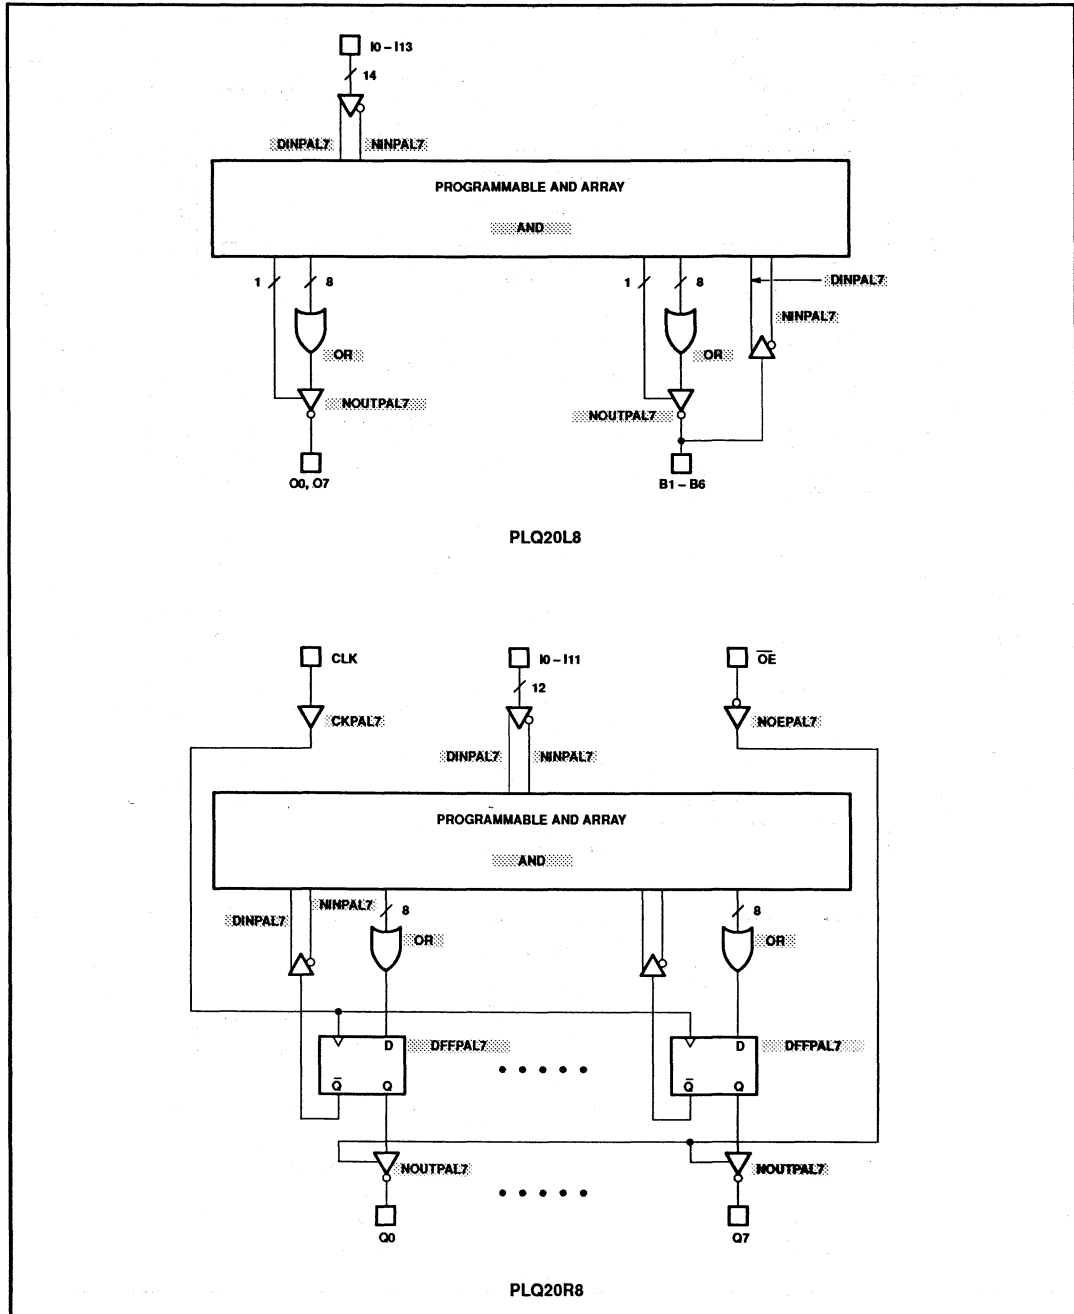 I0 – I13
14
DINPAL7 NINPAL7
PROGRAMMABLE AND ARRAY
AND
1 8 1 8 DINPAL7
NINPAL7
OR OR
NOUTPAL7 NOUTPAL7
O0, O7 B1 – B6
PLQ20L8
CLK I0 – I11 O̅E̅
12
CKPAL7 NOEPAL7
DINPAL7 NINPAL7
PROGRAMMABLE AND ARRAY
AND
NINPAL7 8 8
DINPAL7
OR OR
D DFFPAL7 D DFFPAL7
Q̅ Q Q̅ Q
NOUTPAL7 NOUTPAL7
Q0 Q7
PLQ20R8